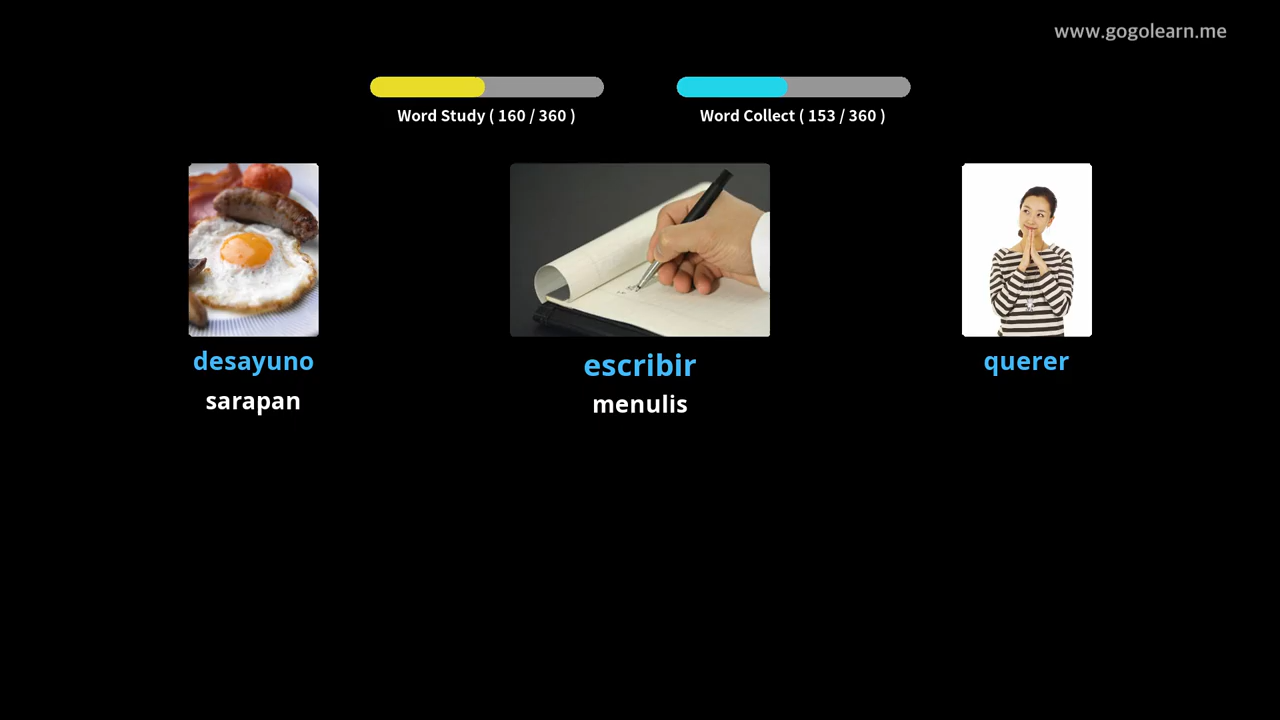 www.gogolearn.me
Word Study ( 160 / 360 )
Word Collect ( 153 / 360 )
desayuno
sarapan
escribir
menulis
querer